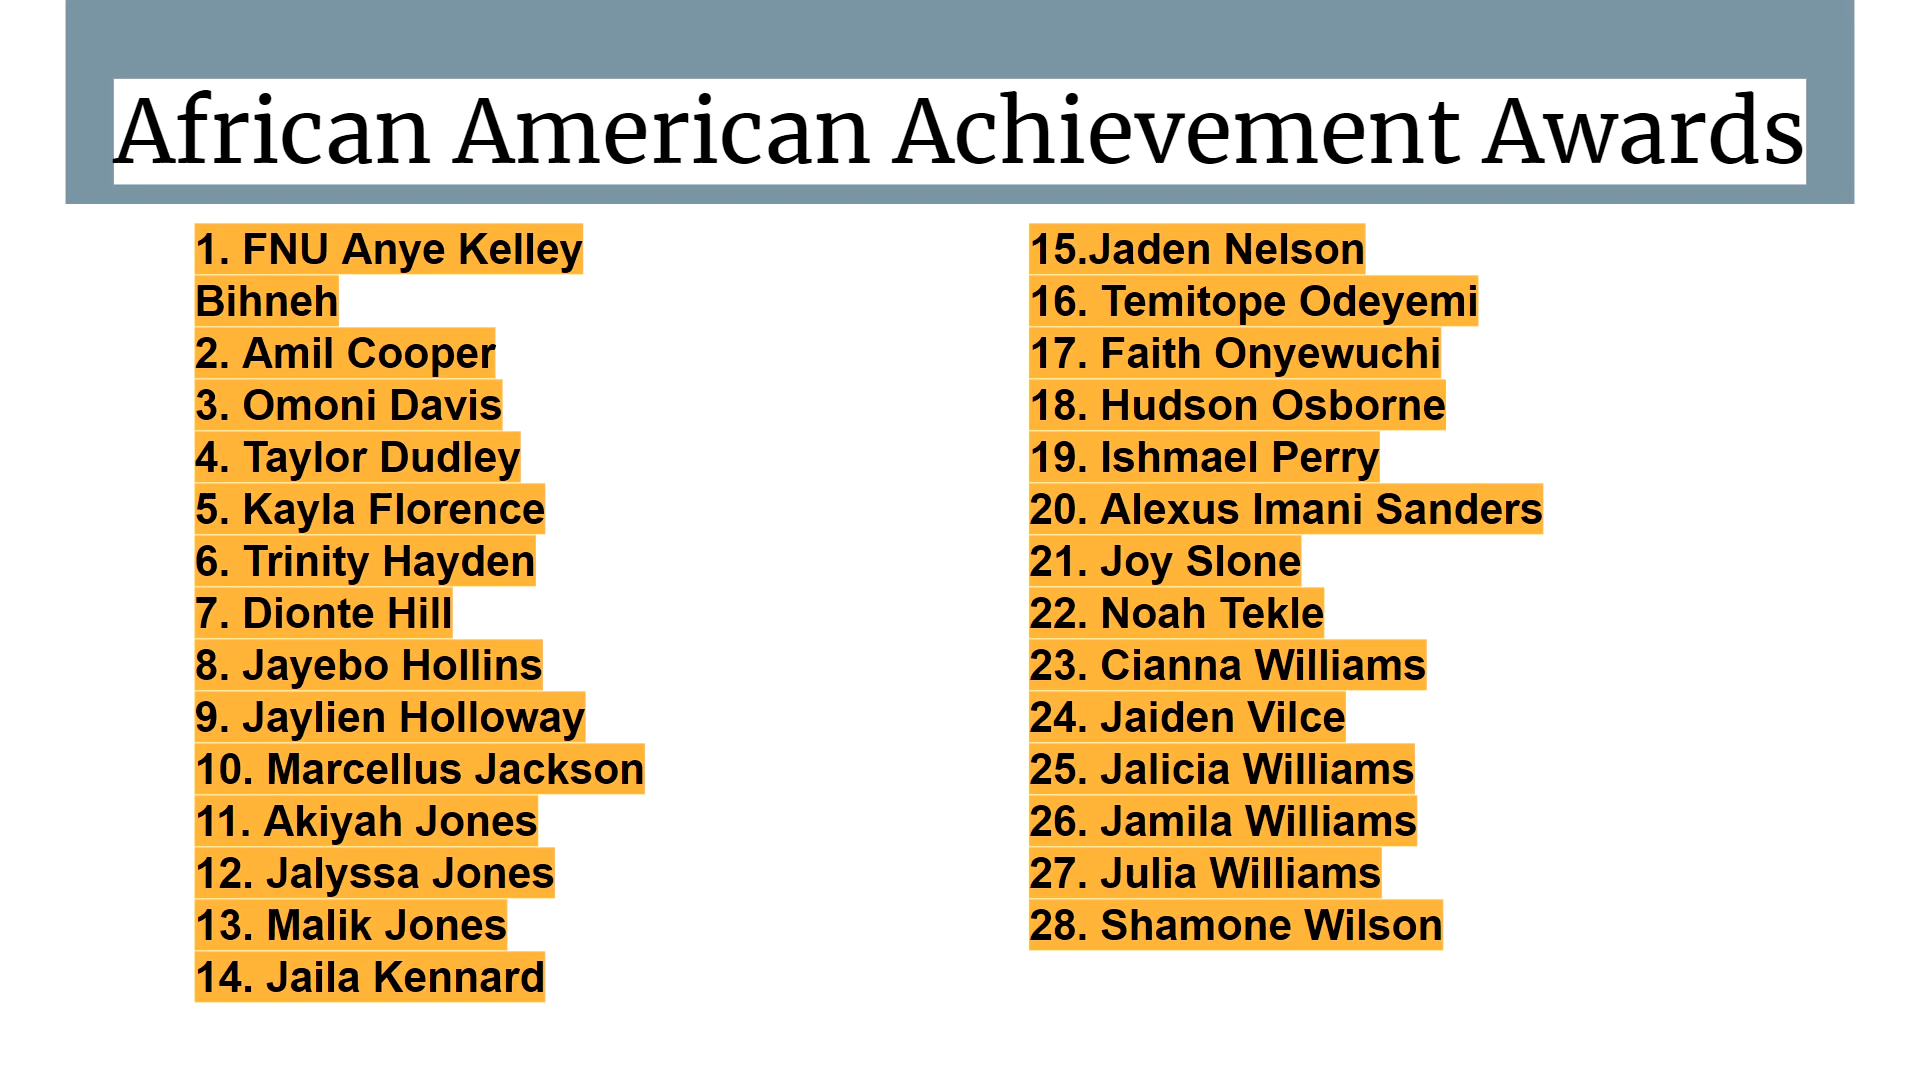 African American Achievement Awards
1. FNU Anye Kelley
Bihneh
2. Amil Cooper
3. Omoni Davis
4. Taylor Dudley
5. Kayla Florence
6. Trinity Hayden
7. Dionte Hill
8. Jayebo Hollins
9. Jaylien Holloway
10. Marcellus Jackson
11. Akiyah Jones
12. Jalyssa Jones
13. Malik Jones
14. Jaila Kennard
15.Jaden Nelson
16. Temitope Odeyemi
17. Faith Onyewuchi
18. Hudson Osborne
19. Ishmael Perry
20. Alexus Imani Sanders
21. Joy Slone
22. Noah Tekle
23. Cianna Williams
24. Jaiden Vilce
25. Jalicia Williams
26. Jamila Williams
27. Julia Williams
28. Shamone Wilson